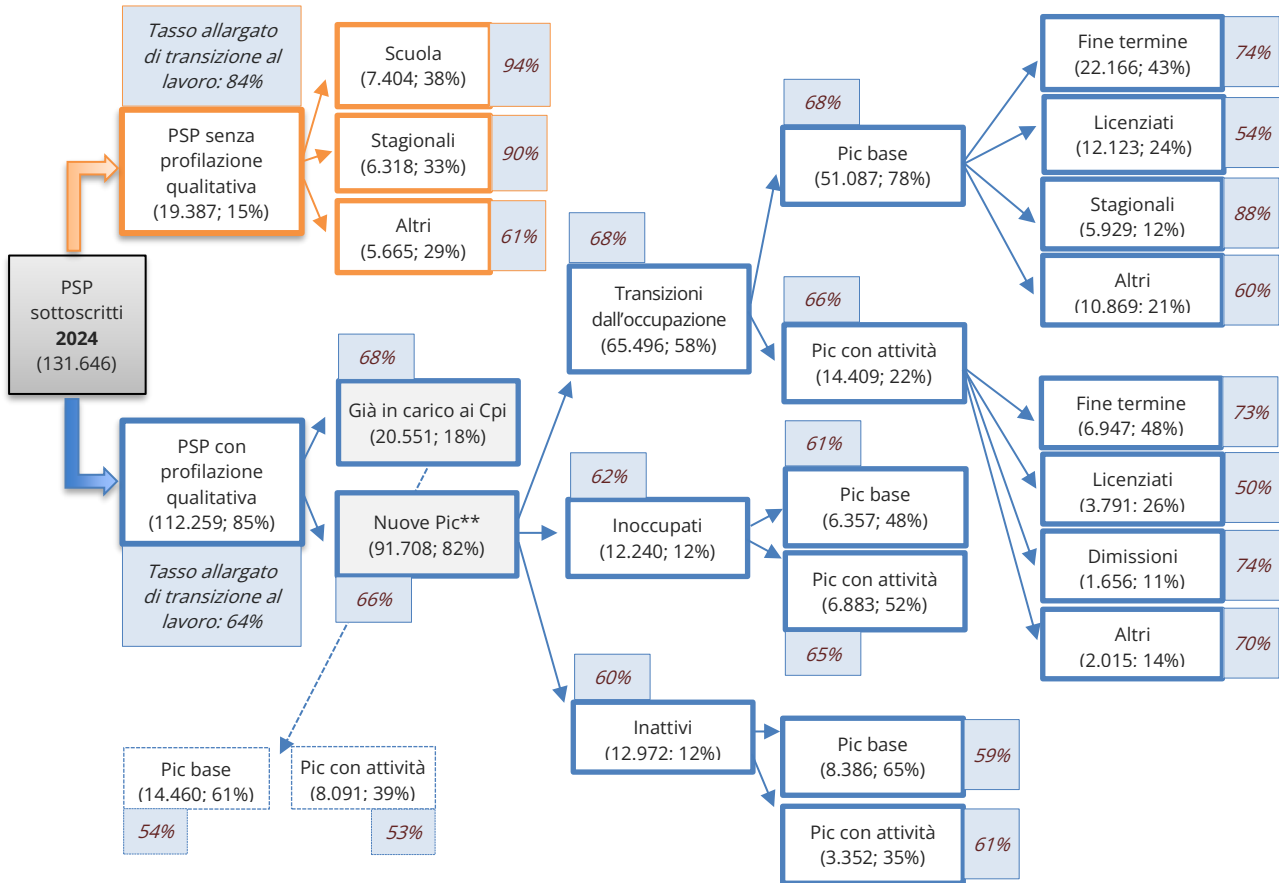 Tasso allargato
di transizione al
lavoro: 84%
PSP senza
profilazione
qualitativa
(19.387; 15%)
Scuola
(7.404; 38%)
94%
Stagionali
(6.318; 33%)
90%
Altri
(5.665; 29%)
61%
PSP
sottoscritti
2024
(131.646)
PSP con
profilazione
qualitativa
(112.259; 85%)
Tasso allargato
di transizione al
lavoro: 64%
68%
Già in carico ai Cpi
(20.551; 18%)
Nuove Pic**
(91.708; 82%)
66%
Pic base
(14.460; 61%)
54%
Pic con attività
(8.091; 39%)
53%
68%
Transizioni
dall'occupazione
(65.496; 58%)
62%
Inoccupati
(12.240; 12%)
60%
Inattivi
(12.972: 12%)
68%
Pic base
(51.087; 78%)
66%
Pic con attività
(14.409; 22%)
61%
Pic base
(6.357; 48%)
Pic con attività
(6.883; 52%)
65%
Pic base
(8.386; 65%)
59%
Pic con attività
(3.352; 35%)
61%
Fine termine
(22.166; 43%)
74%
Licenziati
(12.123; 24%)
54%
Stagionali
(5.929; 12%)
88%
Altri
(10.869: 21%)
60%
Fine termine
(6.947; 48%)
73%
Licenziati
(3.791; 26%)
50%
Dimissioni
(1.656; 11%)
74%
Altri
(2.015: 14%)
70%